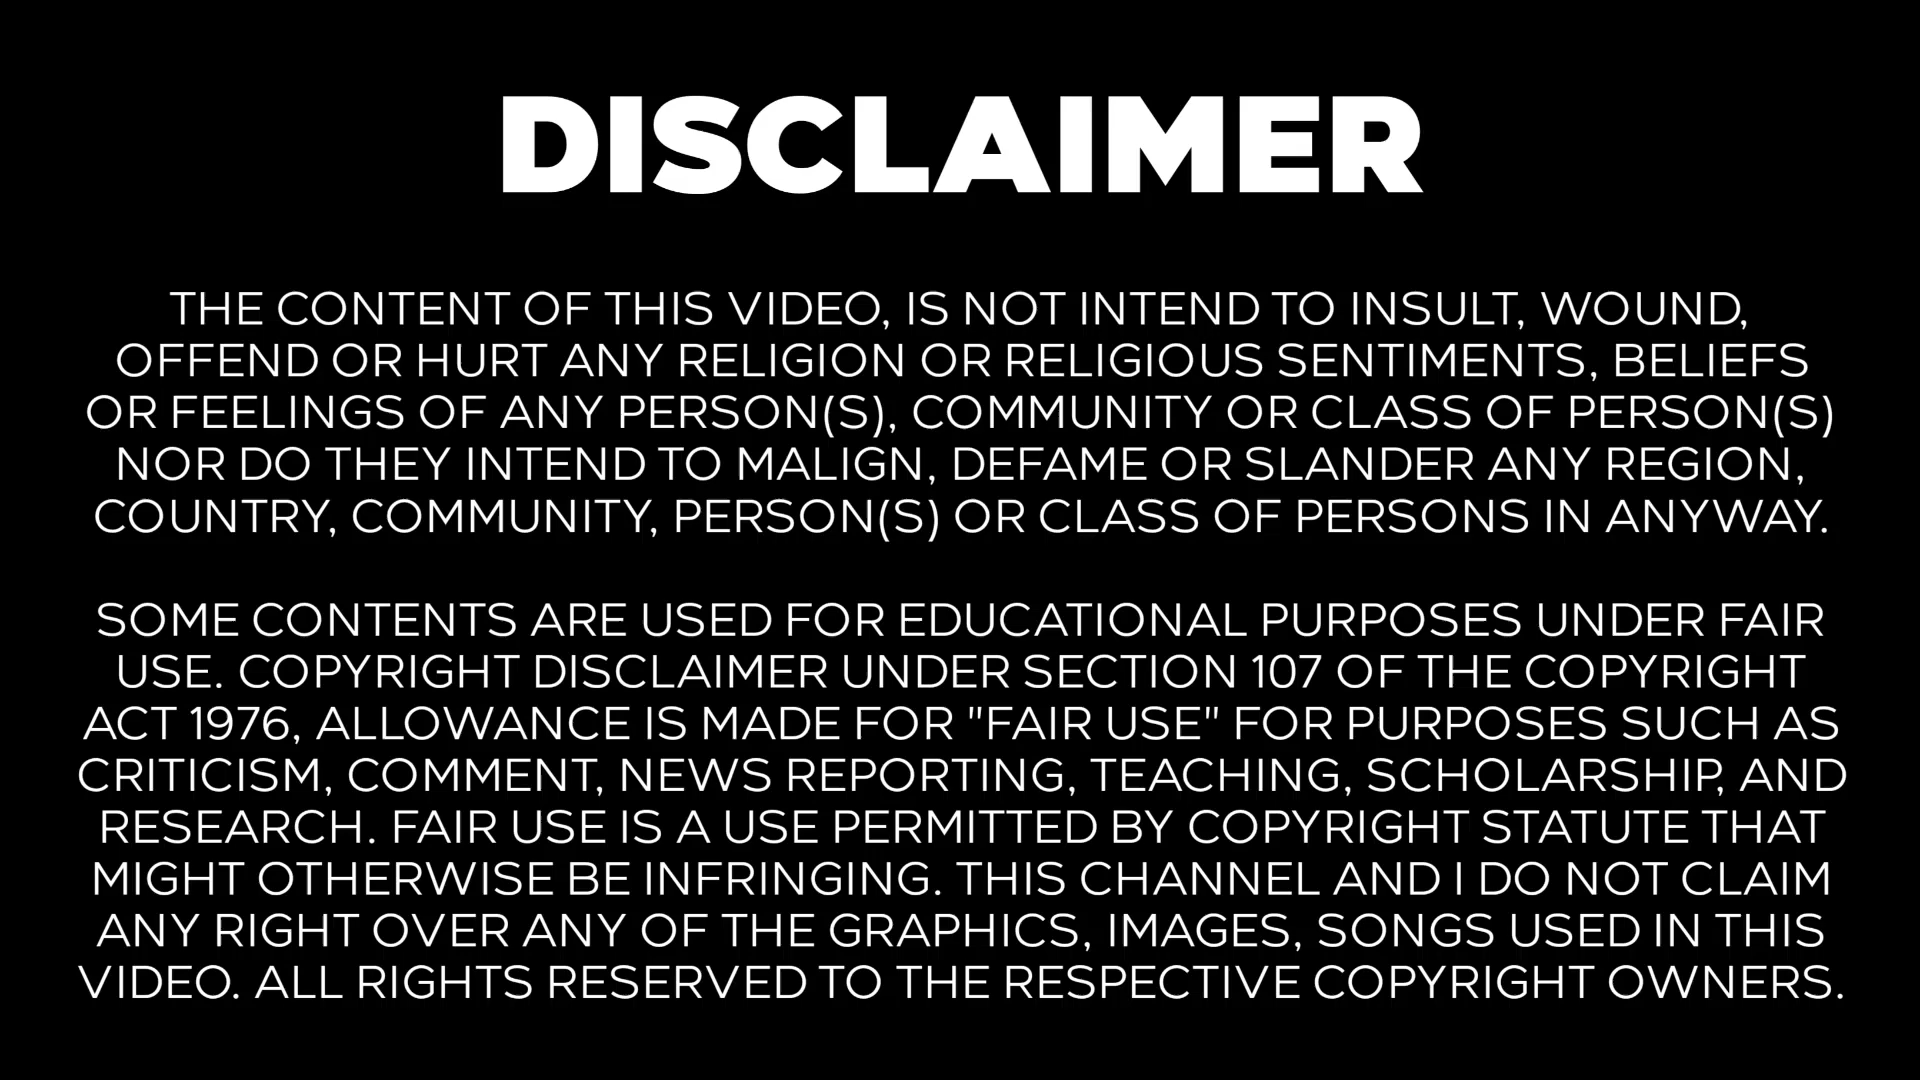 DISCLAIMER
THE CONTENT OF THIS VIDEO, IS NOT INTEND TO INSULT, WOUND,
OFFEND OR HURT ANY RELIGION OR RELIGIOUS SENTIMENTS, BELIEFS
OR FEELINGS OF ANY PERSON(S), COMMUNITY OR CLASS OF PERSON(S)
NOR DO THEY INTEND TO MALIGN, DEFAME OR SLANDER ANY REGION,
COUNTRY, COMMUNITY, PERSON(S) OR CLASS OF PERSONS IN ANYWAY.
SOME CONTENTS ARE USED FOR EDUCATIONAL PURPOSES UNDER FAIR
USE. COPYRIGHT DISCLAIMER UNDER SECTION 107 OF THE COPYRIGHT
ACT 1976, ALLOWANCE IS MADE FOR "FAIR USE" FOR PURPOSES SUCH AS
CRITICISM, COMMENT, NEWS REPORTING, TEACHING, SCHOLARSHIP, AND
RESEARCH. FAIR USE IS A USE PERMITTED BY COPYRIGHT STATUTE THAT
MIGHT OTHERWISE BE INFRINGING. THIS CHANNEL AND I DO NOT CLAIM
ANY RIGHT OVER ANY OF THE GRAPHICS, IMAGES, SONGS USED IN THIS
VIDEO. ALL RIGHTS RESERVED TO THE RESPECTIVE COPYRIGHT OWNERS.